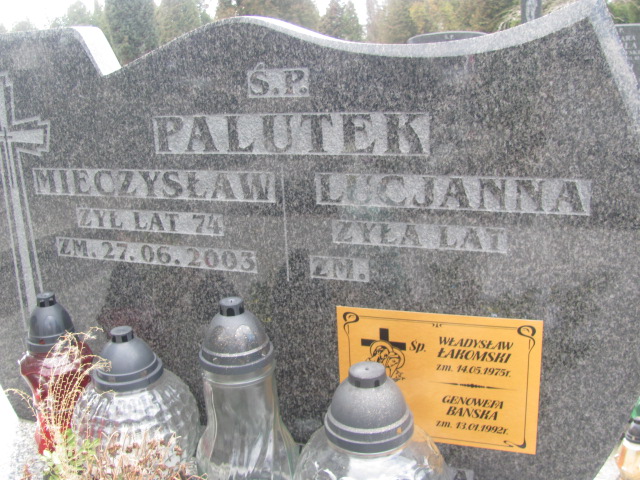 Ś.P.
PALUTEK
MIECZYSŁAW
ŻYŁ LAT 74
ZM. 27.06.2003
LUCJANNA
ŻYŁA LAT
ZM.
Śp.
WŁADYSŁAW
ŁAKOMSKI
zm. 14.05.1975r.
GENOWEFA
BAŃSKA
zm. 13.01.1992r.